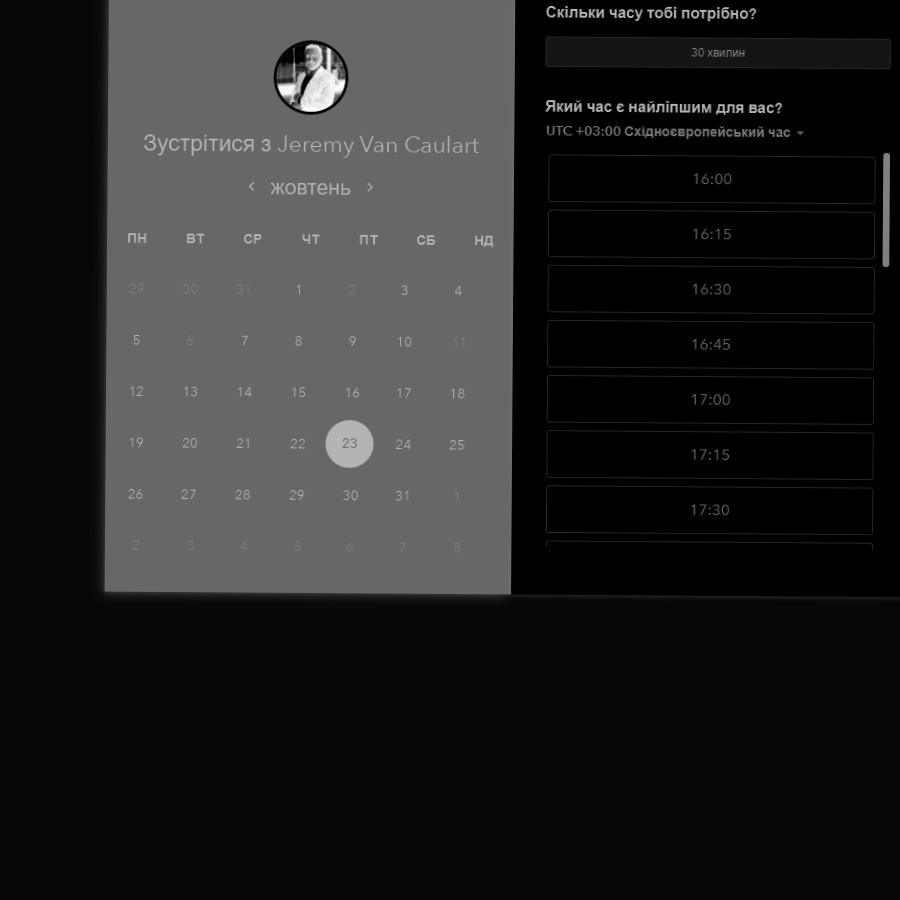 Зустрітися з Jeremy Van Caulart
жовтень
ПН ВТ СР ЧТ ПТ СБ НД
29 30 31 1 2 3 4
5 6 7 8 9 10 11
12 13 14 15 16 17 18
19 20 21 22 23 24 25
26 27 28 29 30 31 1
2 3 4 5 6 7 8
Скільки часу тобі потрібно?
30 хвилин
Який час є найліпшим для вас?
UTC +03:00 Східноєвропейський час
16:00
16:15
16:30
16:45
17:00
17:15
17:30